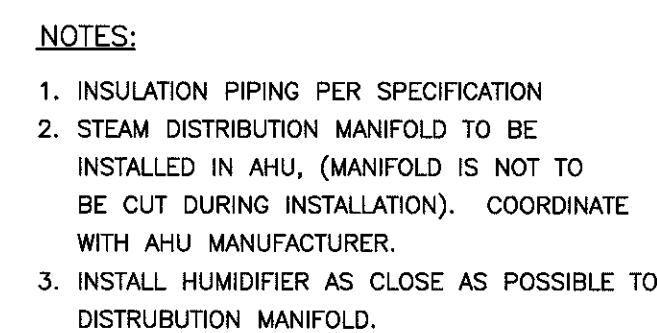 NOTES:
1. INSULATION PIPING PER SPECIFICATION
2. STEAM DISTRIBUTION MANIFOLD TO BE
INSTALLED IN AHU, (MANIFOLD IS NOT TO
BE CUT DURING INSTALLATION). COORDINATE
WITH AHU MANUFACTURER.
3. INSTALL HUMIDIFIER AS CLOSE AS POSSIBLE TO
DISTRUBUTION MANIFOLD.